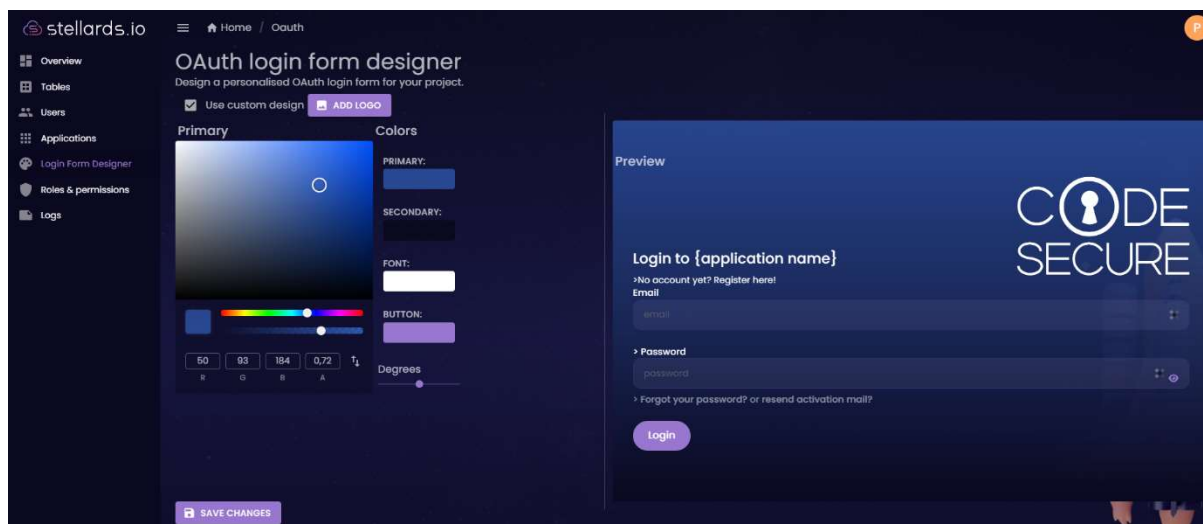 stellards.io
Home / Oauth
P
Overview
Tables
Users
Applications
Login Form Designer
Roles & permissions
Logs
OAuth login form designer
Design a personalised OAuth login form for your project.
Use custom design
ADD LOGO
Primary
Colors
PRIMARY:
SECONDARY:
FONT:
BUTTON:
50 93 184 0,72
R G B A
Degrees
SAVE CHANGES
Preview
CODE
SECURE
Login to {application name}
>No account yet? Register here!
Email
email
> Password
password
> Forgot your password? or resend activation mail?
Login